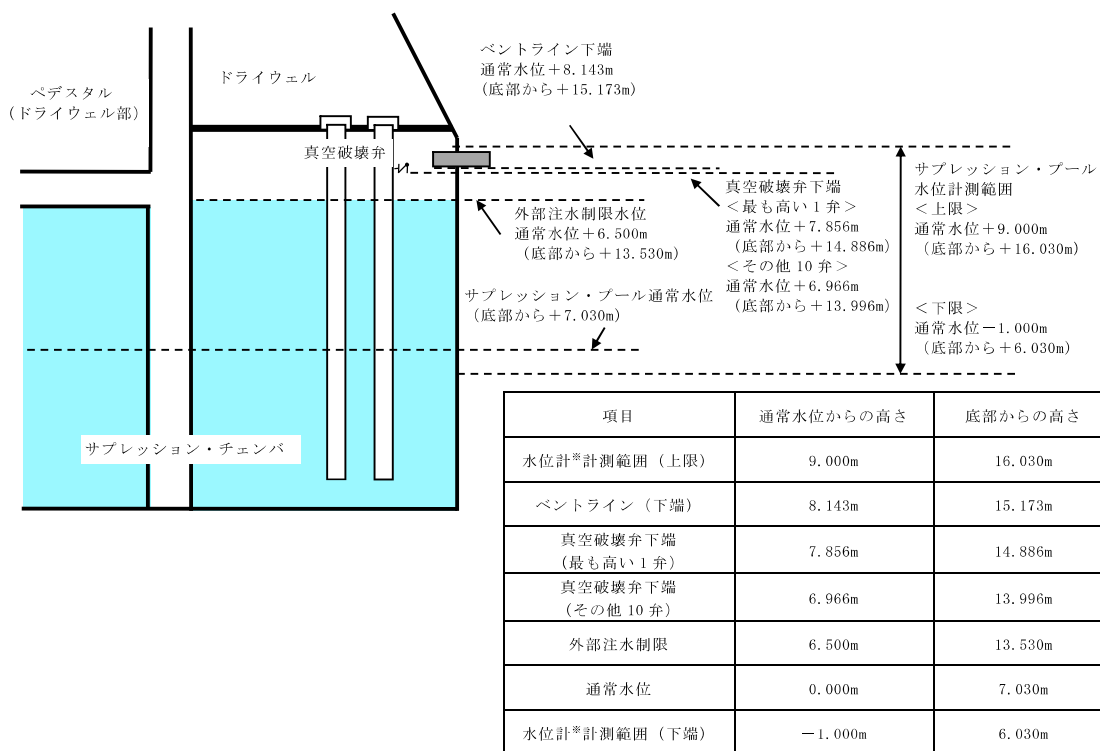 ペデスタル
(ドライウェル部)
ドライウェル
真空破壊弁
ベントライン下端
通常水位＋8.143m
(底部から＋15.173m)
外部注水制限水位
通常水位＋6.500m
(底部から＋13.530m)
サプレッション・プール通常水位
(底部から＋7.030m)
真空破壊弁下端
＜最も高い1弁＞
通常水位＋7.856m
(底部から＋14.886m)
＜その他10弁＞
通常水位＋6.966m
(底部から＋13.996m)
サプレッション・プール
水位計測範囲
＜上限＞
通常水位＋9.000m
(底部から＋16.030m)
＜下限＞
通常水位－1.000m
(底部から＋6.030m)
サプレッション・チェンバ
項目 通常水位からの高さ 底部からの高さ
水位計※計測範囲（上限） 9.000m 16.030m
ベントライン（下端） 8.143m 15.173m
真空破壊弁下端
(最も高い1弁) 7.856m 14.886m
真空破壊弁下端
(その他10弁) 6.966m 13.996m
外部注水制限 6.500m 13.530m
通常水位 0.000m 7.030m
水位計※計測範囲（下端） －1.000m 6.030m